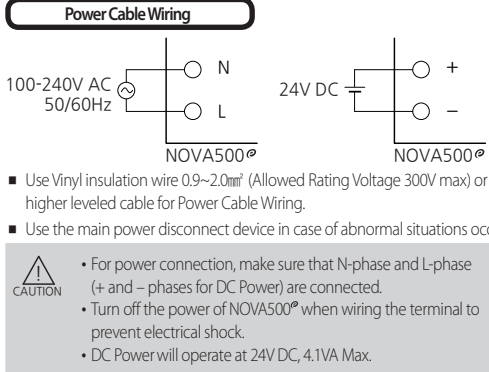 Power Cable Wiring
100-240V AC
50/60Hz
N
L
NOVA500e
24V DC
+
−
NOVA500e
■ Use Vinyl insulation wire 0.9~2.0㎟ (Allowed Rating Voltage 300V max) or
higher leveled cable for Power Cable Wiring.
■ Use the main power disconnect device in case of abnormal situations
CAUTION
• For power connection, make sure that N-phase and L-phase
(+ and – phases for DC Power) are connected.
• Turn off the power of NOVA500e when wiring the terminal to
prevent electrical shock.
• DC Power will operate at 24V DC, 4.1VA Max.